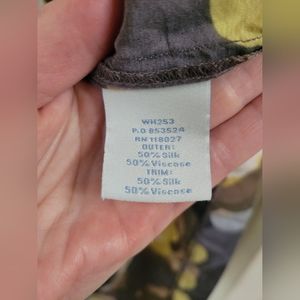 WH253
P.O 853524
RN 118027
OUTER:
50% Silk
50% Viscose
TRIM:
50% Silk
50% Viscose